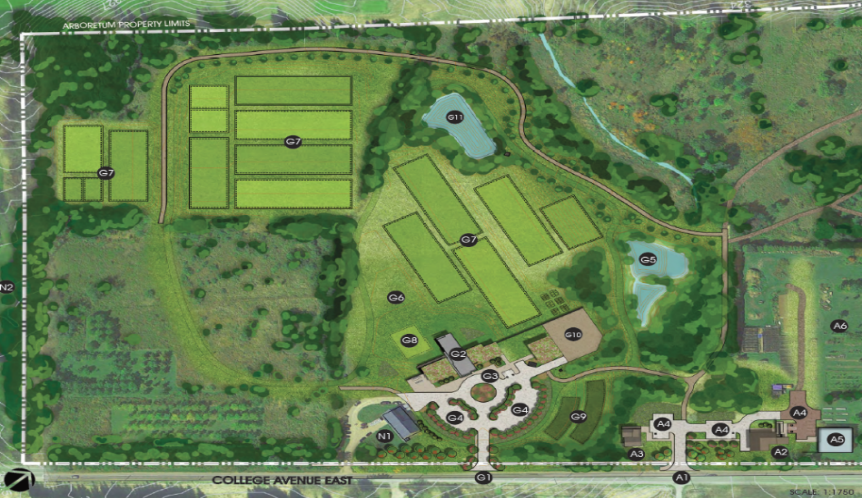 ARBORETUM PROPERTY LIMITS
G11
G7
G7
G7
G5
N2
G6
A6
G8
G2
G10
G3
G4
G4
G9
A4
A4
A4
N1
A3
A2
A5
COLLEGE AVENUE EAST
G1
A1
SCALE: 1:1750